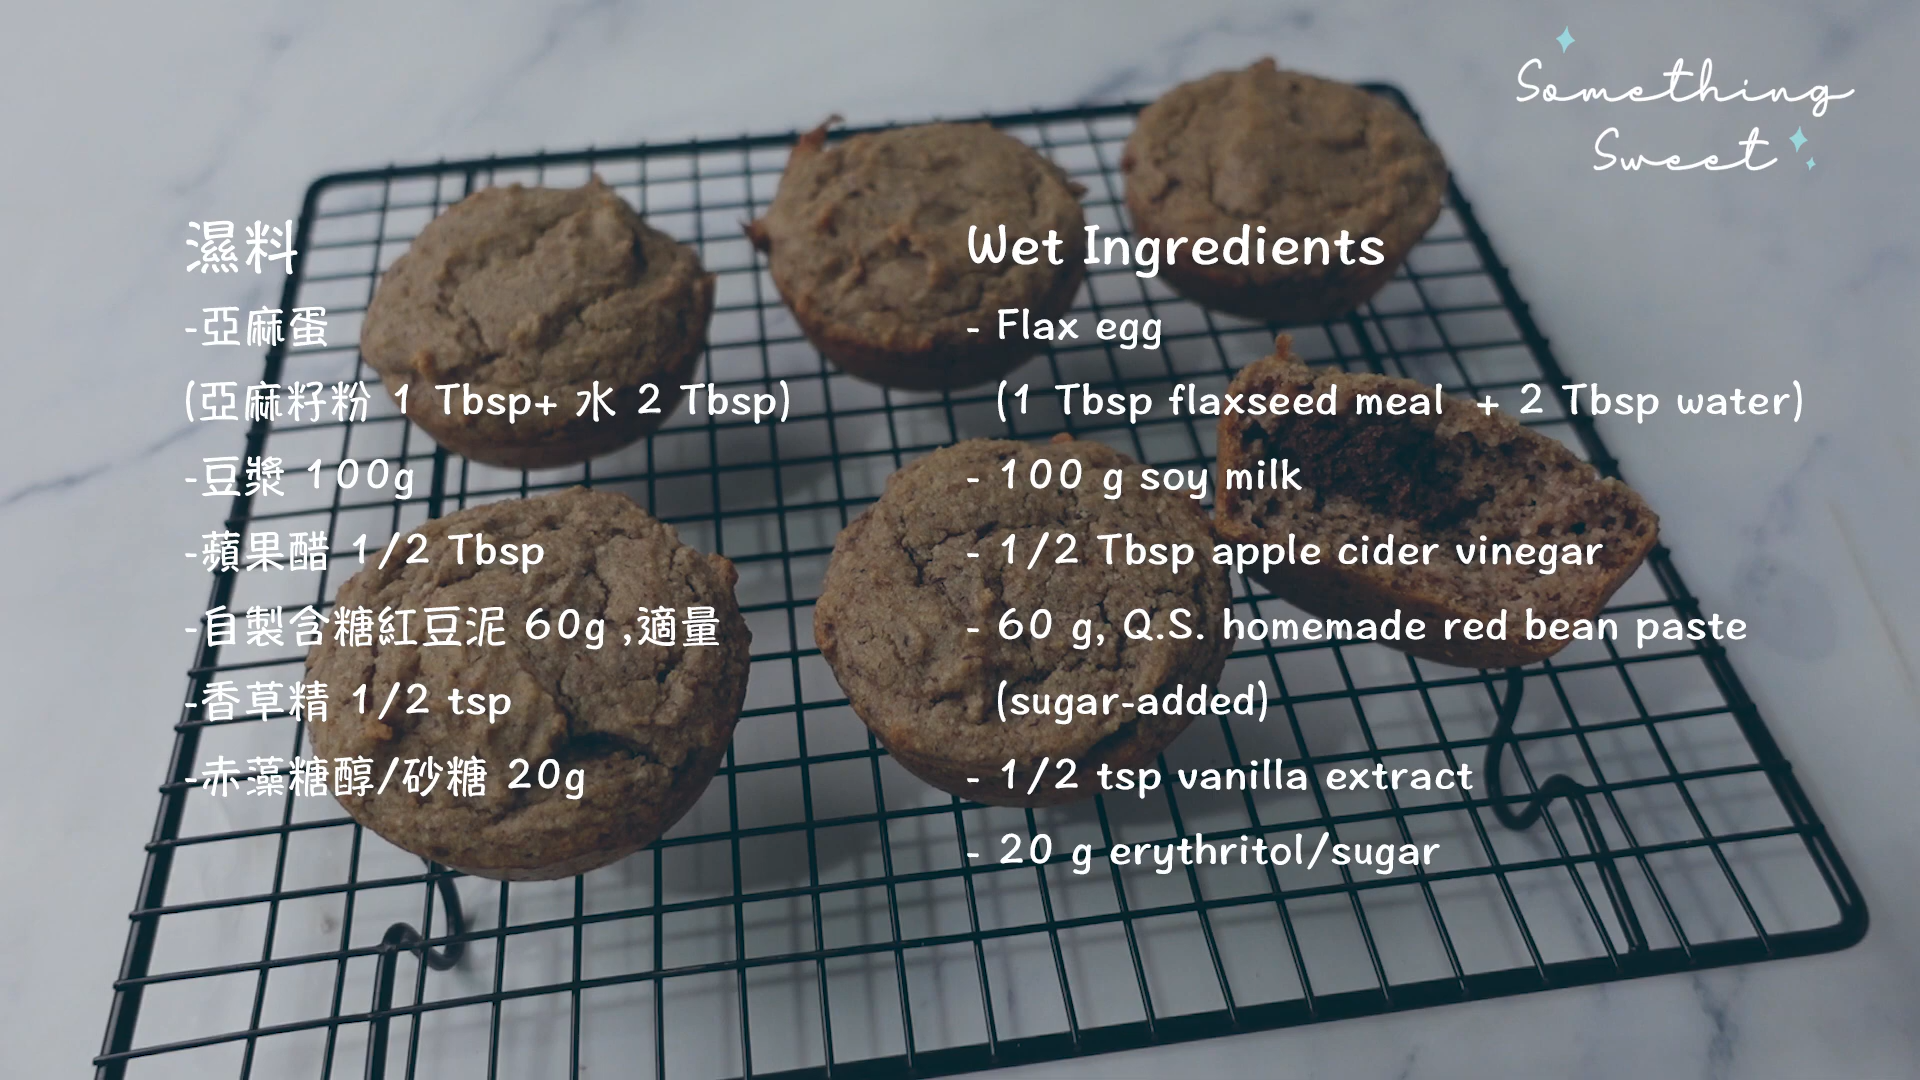 Something
Sweet
濕料
-亞麻蛋
(亞麻籽粉 1 Tbsp+ 水 2 Tbsp)
-豆漿 100g
-蘋果醋 1/2 Tbsp
-自製含糖紅豆泥 60g ,適量
-香草精 1/2 tsp
-赤藻糖醇/砂糖 20g
Wet Ingredients
- Flax egg
(1 Tbsp flaxseed meal + 2 Tbsp water)
- 100 g soy milk
- 1/2 Tbsp apple cider vinegar
- 60 g, Q.S. homemade red bean paste
(sugar-added)
- 1/2 tsp vanilla extract
- 20 g erythritol/sugar